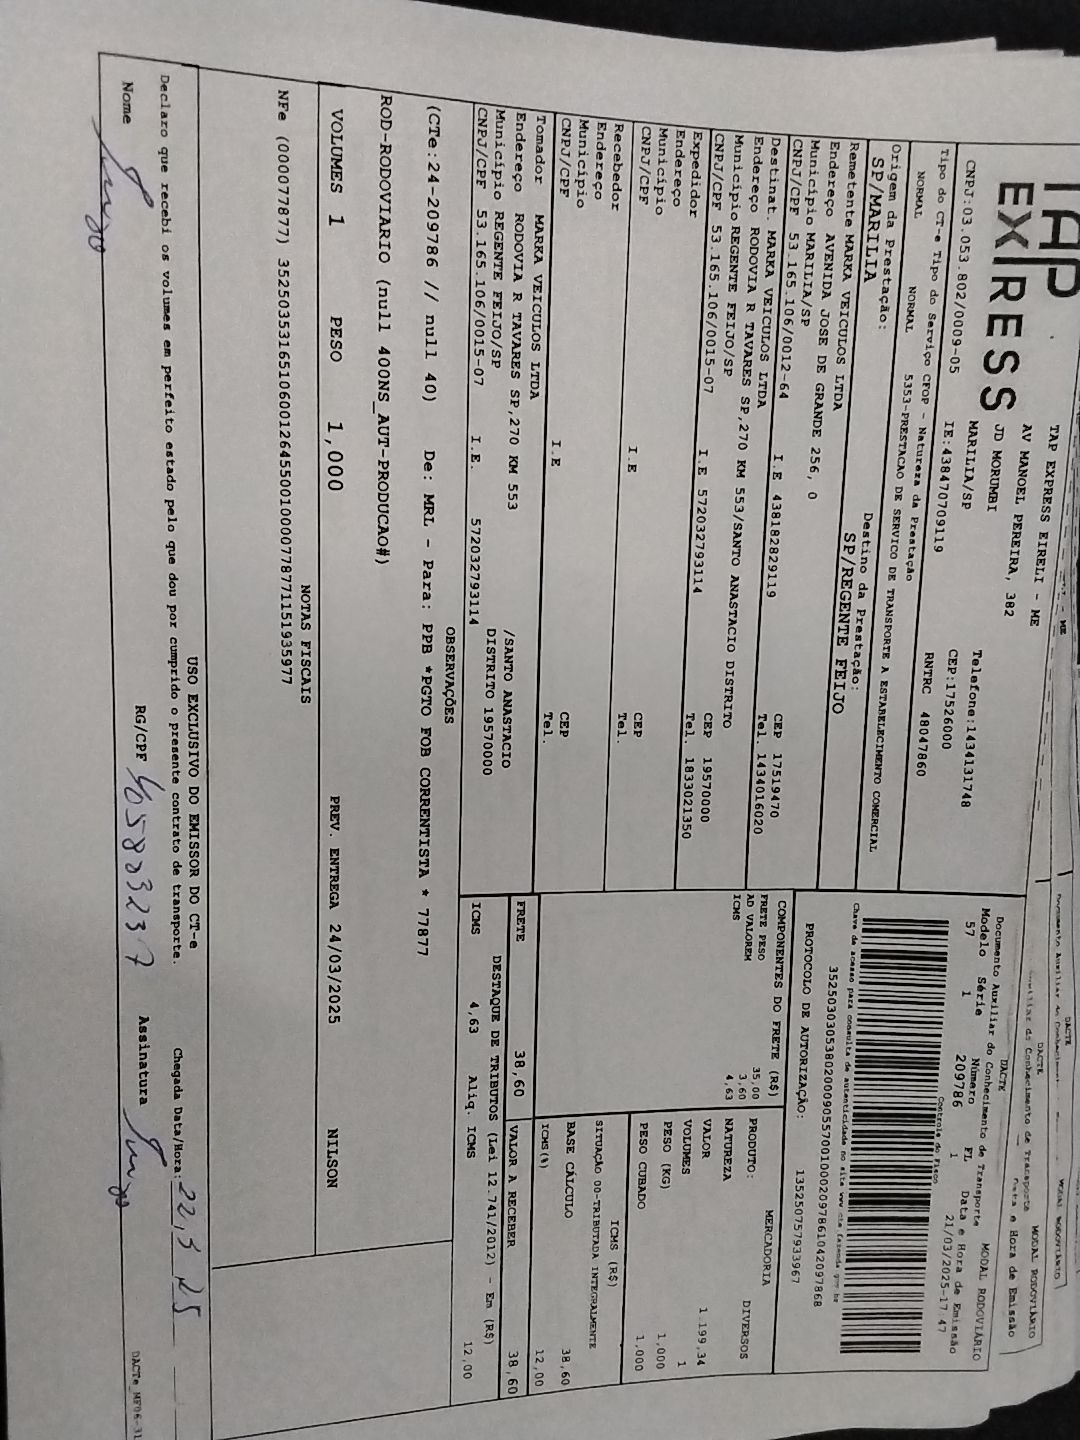 TAP
EXPRESS
TAP EXPRESS EIRELI - ME
AV MANOEL PEREIRA, 382
JD MORUMBI
MARILIA/SP
Telefone:1434131748
CNPJ:03.053.802/0009-05
IE:438470709119
CEP:17526000
Tipo do CT-e Tipo do Serviço CFOP - Natureza da Prestação
RNTRC 48047860
NORMAL NORMAL 5353-PRESTACAO DE SERVICO DE TRANSPORTE A ESTABELECIMENTO COMERCIAL
Origem da Prestação:
SP/MARILIA
Destino da Prestação:
SP/REGENTE FEIJO
Remetente MARKA VEICULOS LTDA
Endereço AVENIDA JOSE DE GRANDE 256, 0
Município MARILIA/SP
CEP 17519470
CNPJ/CPF 53.165.106/0012-64 I.E 438182829119 Tel. 1434016020
Destinat. MARKA VEICULOS LTDA
Endereço RODOVIA R TAVARES SP,270 KM 553/SANTO ANASTACIO DISTRITO
Município REGENTE FEIJO/SP
CEP 19570000
CNPJ/CPF 53.165.106/0015-07 I.E 572032793114 Tel. 1833021350
Expedidor
Endereço
Município
CEP
CNPJ/CPF I.E Tel.
Recebedor
Endereço
Município
CEP
CNPJ/CPF I.E Tel.
Tomador MARKA VEICULOS LTDA
Endereço RODOVIA R TAVARES SP,270 KM 553 /SANTO ANASTACIO
Município REGENTE FEIJO/SP DISTRITO 19570000
CNPJ/CPF 53.165.106/0015-07 I.E. 572032793114
DACTE
MODAL RODOVIÁRIO
Documento Auxiliar do Conhecimento de Transporte
Modelo Série Número FL Data e Hora de Emissão
57 1 209786 1 21/03/2025-17:47
Controle do Fisco
Chave de acesso para consulta de autenticidade no site www.cte.fazenda.gov.br
35250303053802000905570010002097861042097868
PROTOCOLO DE AUTORIZAÇÃO: 135250757933967
COMPONENTES DO FRETE (R$)
FRETE PESO 35,00
AD VALOREM 3,60
ICMS 4,63
MERCADORIA
PRODUTO: DIVERSOS
NATUREZA
VALOR 1.199,34
VOLUMES 1
PESO (KG) 1,000
PESO CUBADO 1,000
ICMS (R$)
SITUAÇÃO 00-TRIBUTADA INTEGRALMENTE
BASE CÁLCULO 38,60
ICMS(%) 12,00
FRETE 38,60 VALOR A RECEBER 38,60
DESTAQUE DE TRIBUTOS (Lei 12.741/2012) - Em (R$)
ICMS 4,63 Aliq. ICMS 12,00
OBSERVAÇÕES
(CTe:24-209786 // null 40) De: MRL - Para: PPB *PGTO FOB CORRENTISTA * 77877
ROD-RODOVIARIO (null 400NS_AUT-PRODUCAO#)
VOLUMES 1 PESO 1,000 PREV. ENTREGA 24/03/2025 NILSON
NOTAS FISCAIS
NFe (000077877) 35250353165106001264550010000778771151935977
USO EXCLUSIVO DO EMISSOR DO CT-e
Declaro que recebi os volumes em perfeito estado pelo que dou por cumprido o presente contrato de transporte.
Chegada Data/Hora: 22,3 25
Nome RG/CPF 405803237 Assinatura